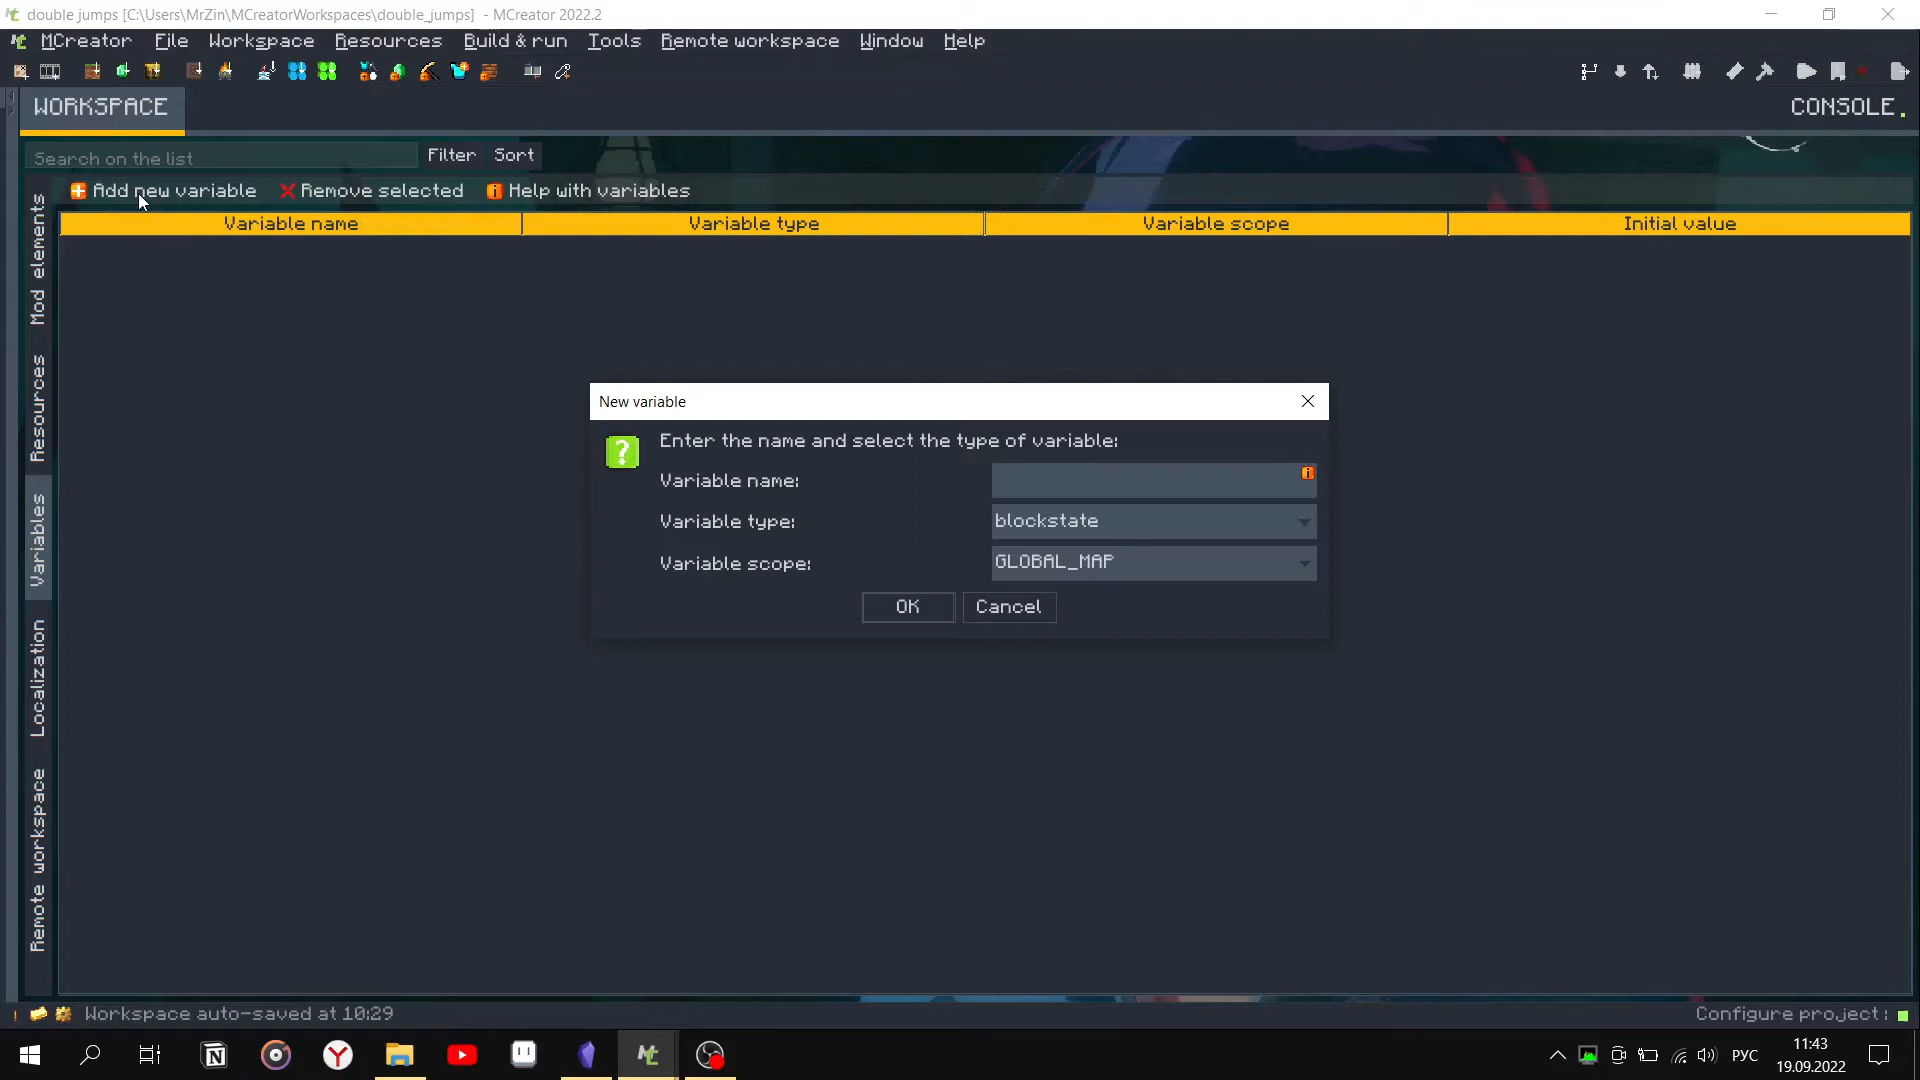 double jumps [C:\Users\MrZin\MCreatorWorkspaces\double_jumps] - MCreator 2022.2
MCreator File Workspace Resources Build & run Tools Remote workspace Window Help
WORKSPACE
CONSOLE
Search on the list Filter Sort
Add new variable Remove selected Help with variables
Variable name Variable type Variable scope Initial value
Mod elements
Resources
Variables
Localization
Remote workspace
New variable
Enter the name and select the type of variable:
Variable name:
Variable type: blockstate
Variable scope: GLOBAL_MAP
OK Cancel
Workspace auto-saved at 10:29
Configure project:
РУС
11:43
19.09.2022